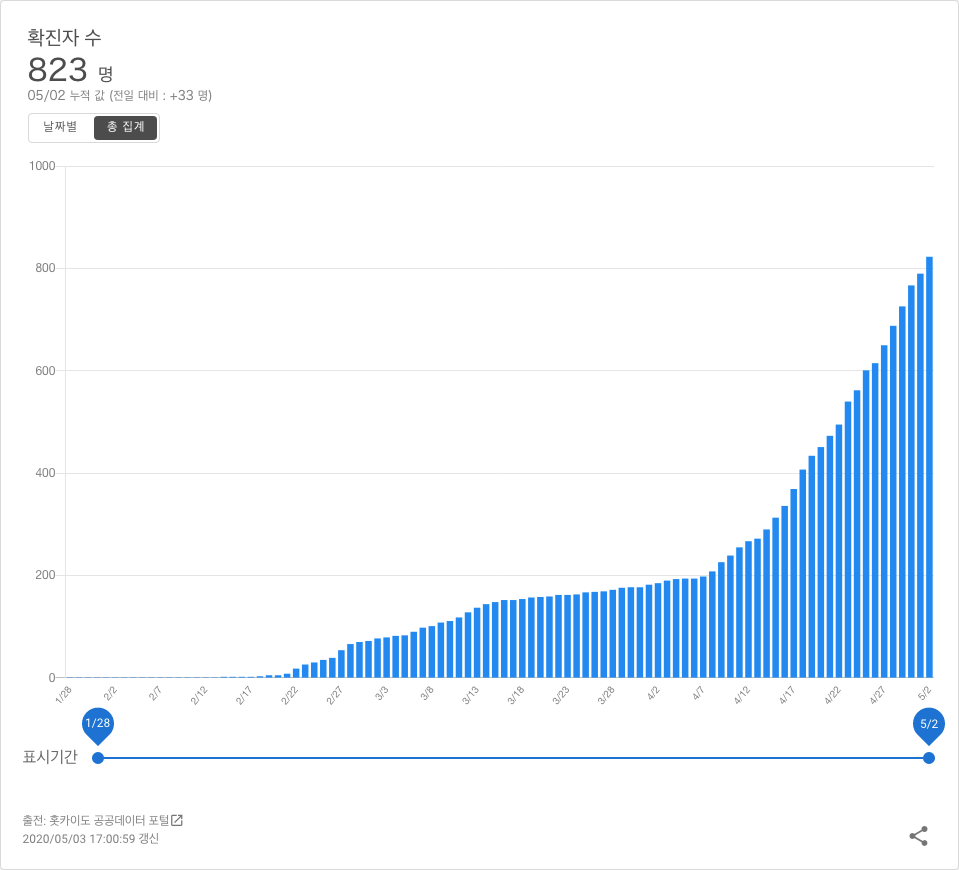 확진자 수
823 명
05/02 누적 값 (전일 대비 : +33 명)
날짜별 총 집계
1000
800
600
400
200
0
1/28 2/2 2/7 2/12 2/17 2/22 2/27 3/3 3/8 3/13 3/18 3/23 3/28 4/2 4/7 4/12 4/17 4/22 4/27 5/2
1/28 5/2
표시기간
출전: 홋카이도 공공데이터 포털
2020/05/03 17:00:59 갱신